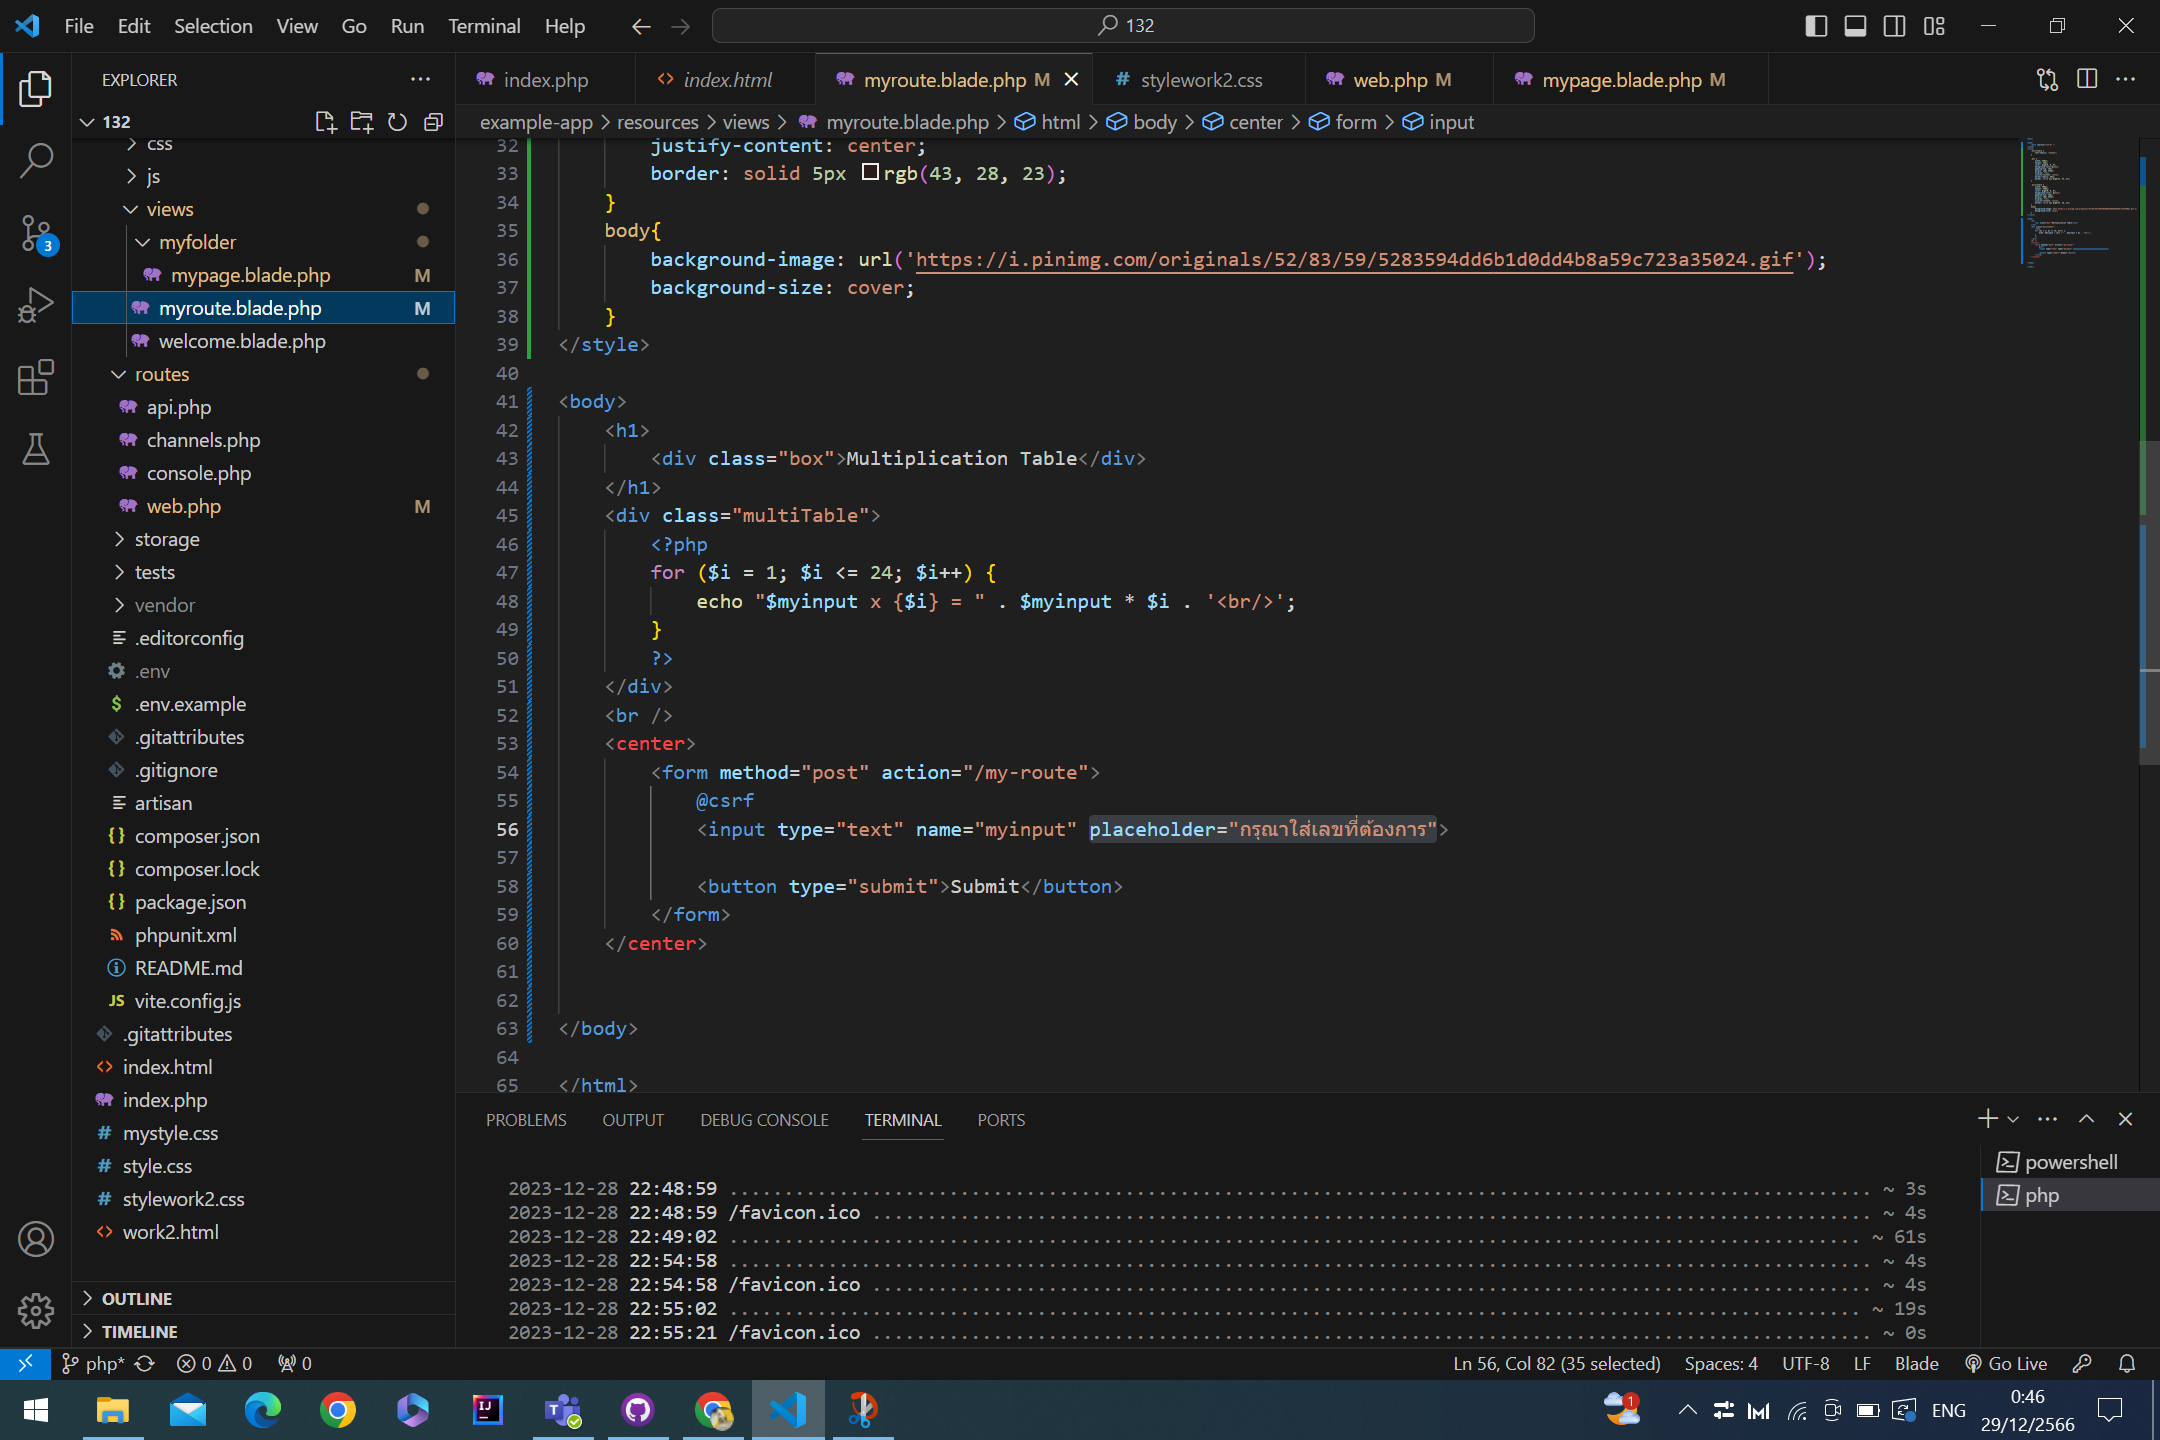 File Edit Selection View Go Run Terminal Help
132
EXPLORER
132
css
js
views
myfolder
mypage.blade.php M
myroute.blade.php M
welcome.blade.php
routes
api.php
channels.php
console.php
web.php M
storage
tests
vendor
.editorconfig
.env
.env.example
.gitattributes
.gitignore
artisan
composer.json
composer.lock
package.json
phpunit.xml
README.md
vite.config.js
.gitattributes
index.html
index.php
mystyle.css
style.css
stylework2.css
work2.html
OUTLINE
TIMELINE
3
index.php index.html myroute.blade.php M stylework2.css web.php M mypage.blade.php M
example-app > resources > views > myroute.blade.php > html > body > center > form > input
32 justify-content: center;
33 border: solid 5px rgb(43, 28, 23);
34 }
35 body{
36 background-image: url('https://i.pinimg.com/originals/52/83/59/5283594dd6b1d0dd4b8a59c723a35024.gif');
37 background-size: cover;
38 }
39 </style>
40
41 <body>
42 <h1>
43 <div class="box">Multiplication Table</div>
44 </h1>
45 <div class="multiTable">
46 <?php
47 for ($i = 1; $i <= 24; $i++) {
48 echo "$myinput x {$i} = " . $myinput * $i . '<br/>';
49 }
50 ?>
51 </div>
52 <br />
53 <center>
54 <form method="post" action="/my-route">
55 @csrf
56 <input type="text" name="myinput" placeholder="กรุณาใส่เลขที่ต้องการ">
57
58 <button type="submit">Submit</button>
59 </form>
60 </center>
61
62
63 </body>
64
65 </html>
PROBLEMS OUTPUT DEBUG CONSOLE TERMINAL PORTS
2023-12-28 22:48:59 ........ ~ 3s
2023-12-28 22:48:59 /favicon.ico ........ ~ 4s
2023-12-28 22:49:02 ........ ~ 61s
2023-12-28 22:54:58 ........ ~ 4s
2023-12-28 22:54:58 /favicon.ico ........ ~ 4s
2023-12-28 22:55:02 ........ ~ 19s
2023-12-28 22:55:21 /favicon.ico ........ ~ 0s
powershell
php
php* 0 0 0 Ln 56, Col 82 (35 selected) Spaces: 4 UTF-8 LF Blade Go Live
1 ENG
0:46
29/12/2566